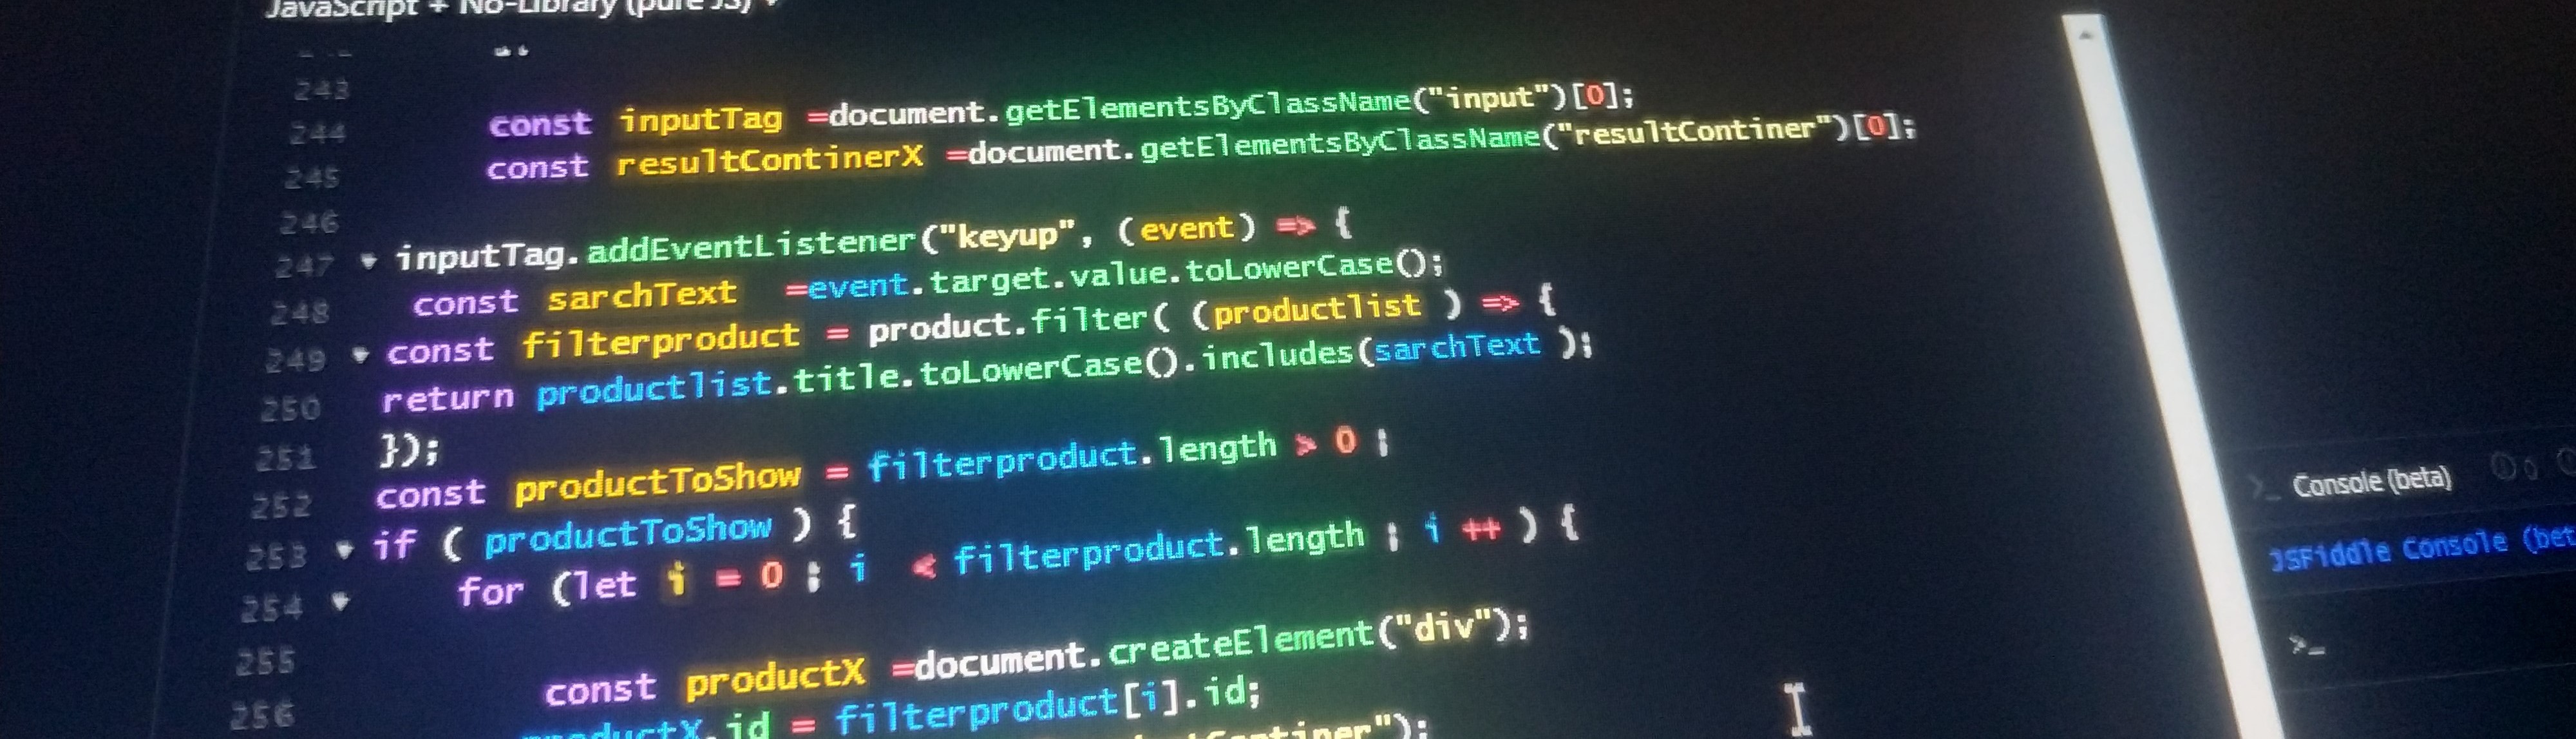 JavaScript + No-Library (pure JS)
243
244 const inputTag =document.getElementsByClassName("input")[0];
245 const resultContinerX =document.getElementsByClassName("resultContiner")[0];
246
247 inputTag.addEventListener("keyup", (event) => {
248 const sarchText =event.target.value.toLowerCase();
249 const filterproduct = product.filter( (productlist ) => {
250 return productlist.title.toLowerCase().includes(sarchText );
251 });
252 const productToShow = filterproduct.length > 0 ;
253 if ( productToShow ) {
254 for (let i = 0 ; i < filterproduct.length ; i ++ ) {
255
256 const productX =document.createElement("div");
productX.id = filterproduct[i].id;
");
Console (beta)
JSFiddle Console
>_